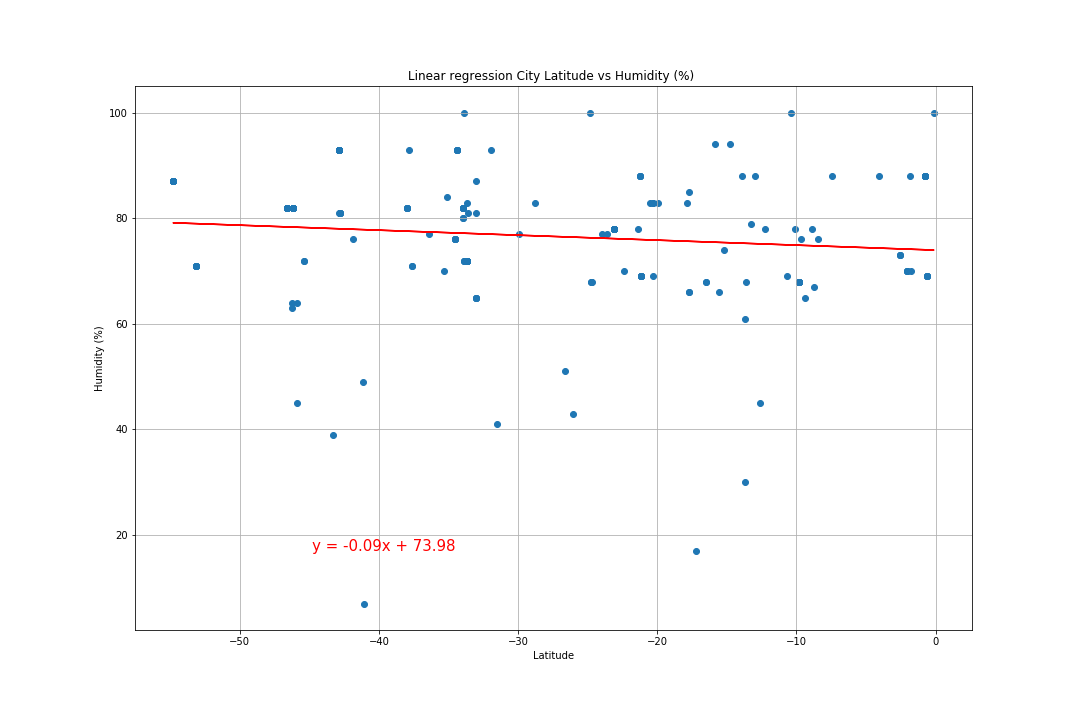 Linear regression City Latitude vs Humidity (%)
100
80
60
40
20
Humidity (%)
y = -0.09x + 73.98
−50
−40
−30
−20
−10
0
Latitude